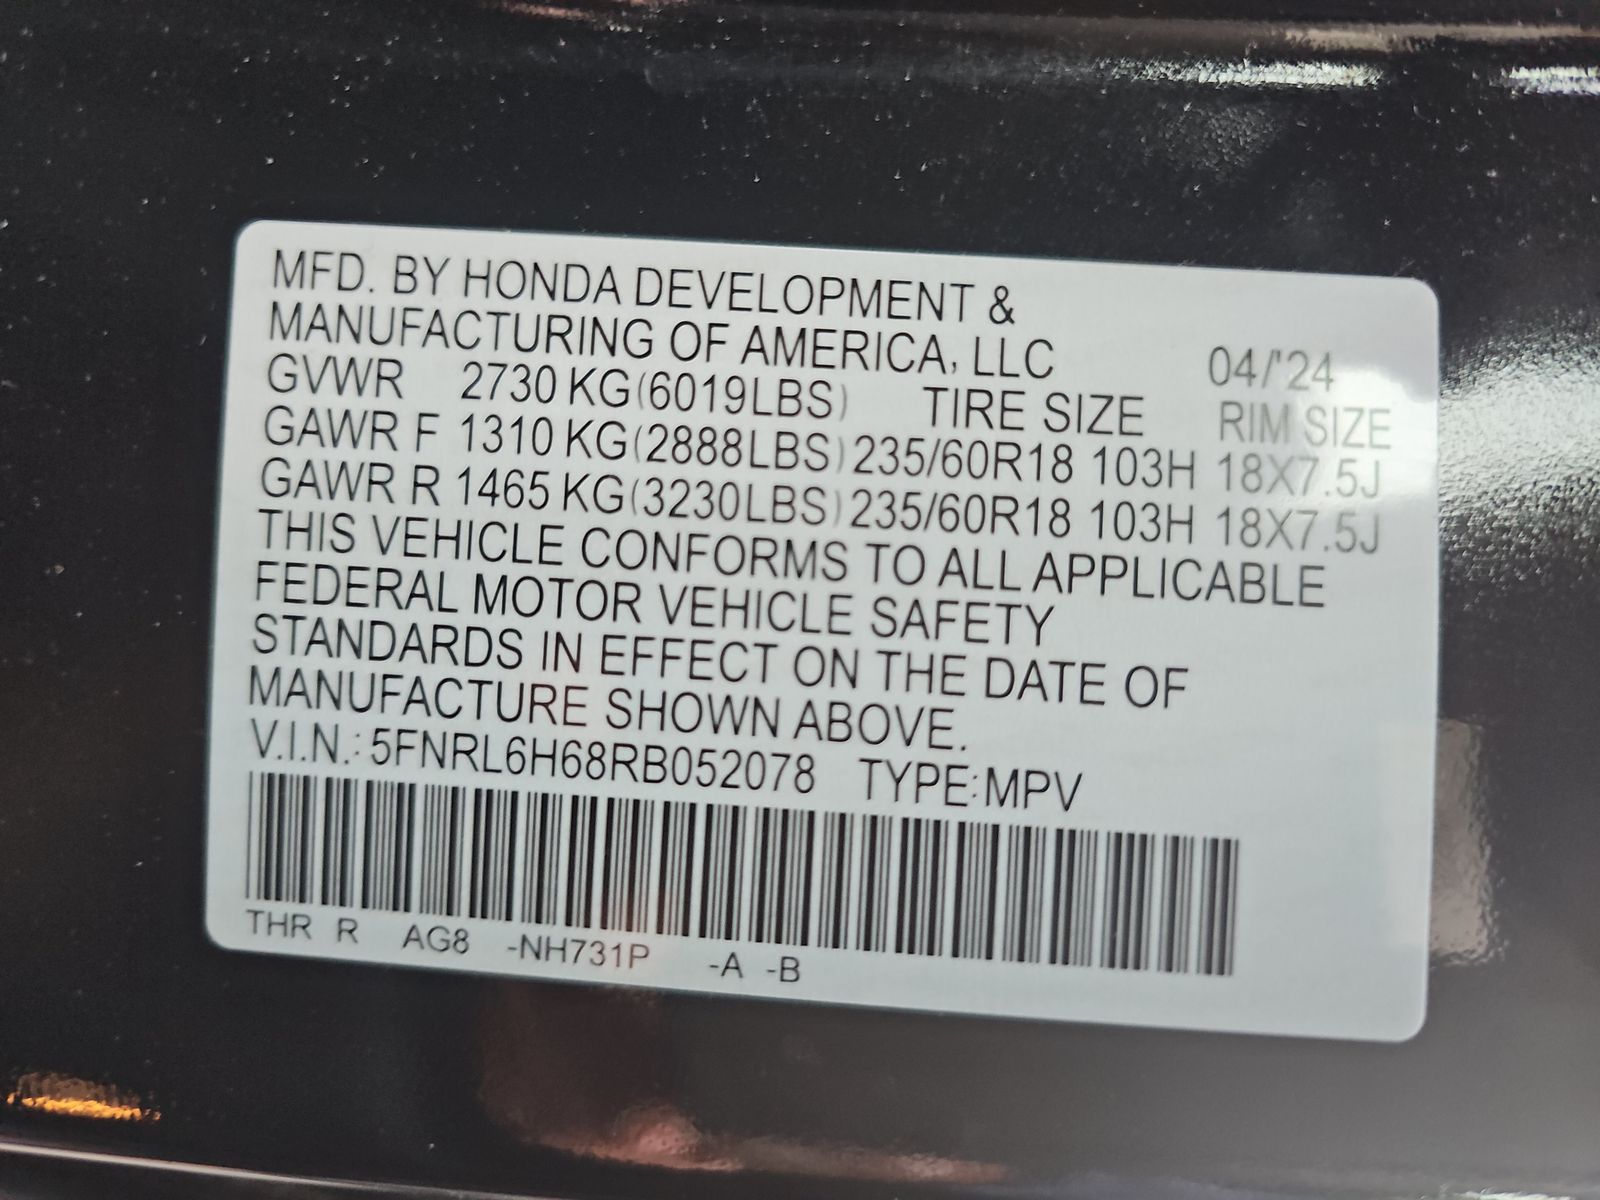 MFD. BY HONDA DEVELOPMENT &
MANUFACTURING OF AMERICA, LLC 04/'24
GVWR 2730 KG(6019LBS) TIRE SIZE RIM SIZE
GAWR F 1310 KG(2888LBS) 235/60R18 103H 18X7.5J
GAWR R 1465 KG(3230LBS) 235/60R18 103H 18X7.5J
THIS VEHICLE CONFORMS TO ALL APPLICABLE
FEDERAL MOTOR VEHICLE SAFETY
STANDARDS IN EFFECT ON THE DATE OF
MANUFACTURE SHOWN ABOVE.
V.I.N.: 5FNRL6H68RB052078 TYPE:MPV
THR R AG8 -NH731P -A -B